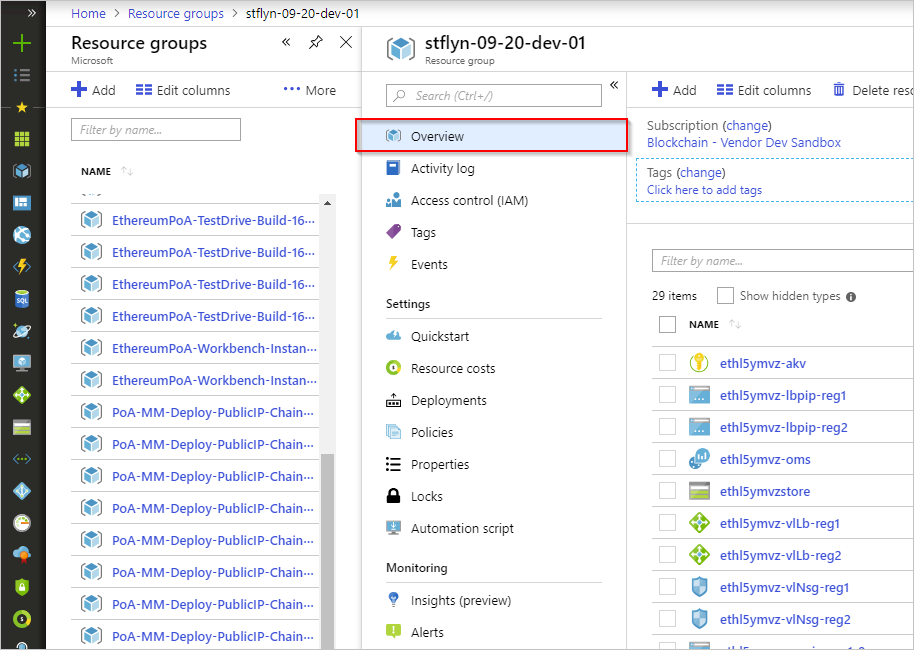 Home > Resource groups > stflyn-09-20-dev-01
Resource groups
Microsoft
Add Edit columns ··· More
Filter by name...
NAME
EthereumPoA-TestDrive-Build-16···
EthereumPoA-TestDrive-Build-16···
EthereumPoA-TestDrive-Build-16···
EthereumPoA-TestDrive-Build-16···
EthereumPoA-Workbench-Instan···
EthereumPoA-Workbench-Instan···
PoA-MM-Deploy-PublicIP-Chain···
PoA-MM-Deploy-PublicIP-Chain···
PoA-MM-Deploy-PublicIP-Chain···
PoA-MM-Deploy-PublicIP-Chain···
PoA-MM-Deploy-PublicIP-Chain···
PoA-MM-Deploy-PublicIP-Chain···
PoA-MM-Deploy-PublicIP-Chain···
PoA-MM-Deploy-PublicIP-Chain···
stflyn-09-20-dev-01
Resource group
Search (Ctrl+/)
Overview
Activity log
Access control (IAM)
Tags
Events
Settings
Quickstart
Resource costs
Deployments
Policies
Properties
Locks
Automation script
Monitoring
Insights (preview)
Alerts
Add Edit columns Delete reso
Subscription (change)
Blockchain - Vendor Dev Sandbox
Tags (change)
Click here to add tags
Filter by name...
29 items Show hidden types
NAME
ethl5ymvz-akv
ethl5ymvz-lbpip-reg1
ethl5ymvz-lbpip-reg2
ethl5ymvz-oms
ethl5ymvzstore
ethl5ymvz-vlLb-reg1
ethl5ymvz-vlLb-reg2
ethl5ymvz-vlNsg-reg1
ethl5ymvz-vlNsg-reg2